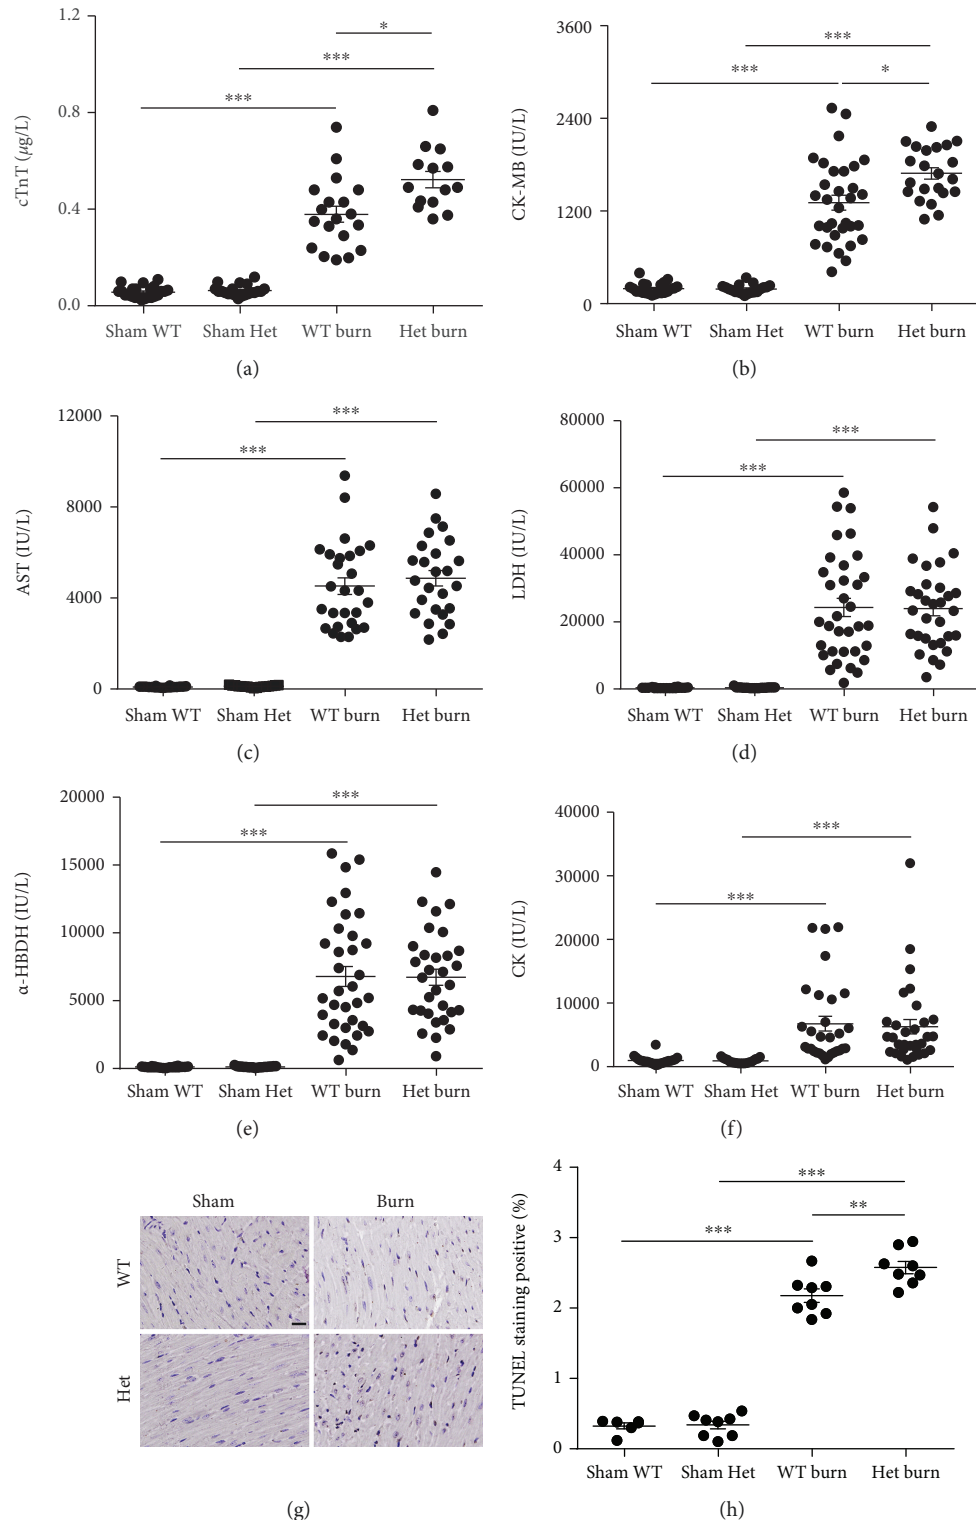 cTnT (μg/L)
1.2
0.8
0.4
0.0
*
***
***
Sham WT Sham Het WT burn Het burn
(a)
CK-MB (IU/L)
3600
2400
1200
0
***
*** *
Sham WT Sham Het WT burn Het burn
(b)
AST (IU/L)
12000
8000
4000
0
***
***
Sham WT Sham Het WT burn Het burn
(c)
LDH (IU/L)
80000
60000
40000
20000
0
***
***
Sham WT Sham Het WT burn Het burn
(d)
α-HBDH (IU/L)
20000
15000
10000
5000
0
***
***
Sham WT Sham Het WT burn Het burn
(e)
CK (IU/L)
40000
30000
20000
10000
0
***
***
Sham WT Sham Het WT burn Het burn
(f)
Sham Burn
WT
Het
(g)
TUNEL staining positive (%)
4
3
2
1
0
***
**
***
Sham WT Sham Het WT burn Het burn
(h)